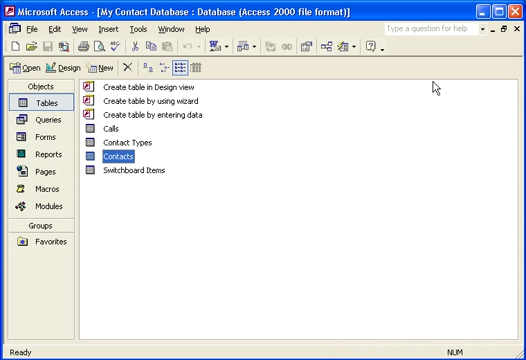 Microsoft Access - [My Contact Database : Database (Access 2000 file format)]
File Edit View Insert Tools Window Help
Type a question for help
Open Design New
Objects
Tables
Queries
Forms
Reports
Pages
Macros
Modules
Groups
Favorites
Create table in Design view
Create table by using wizard
Create table by entering data
Calls
Contact Types
Contacts
Switchboard Items
Ready
NUM